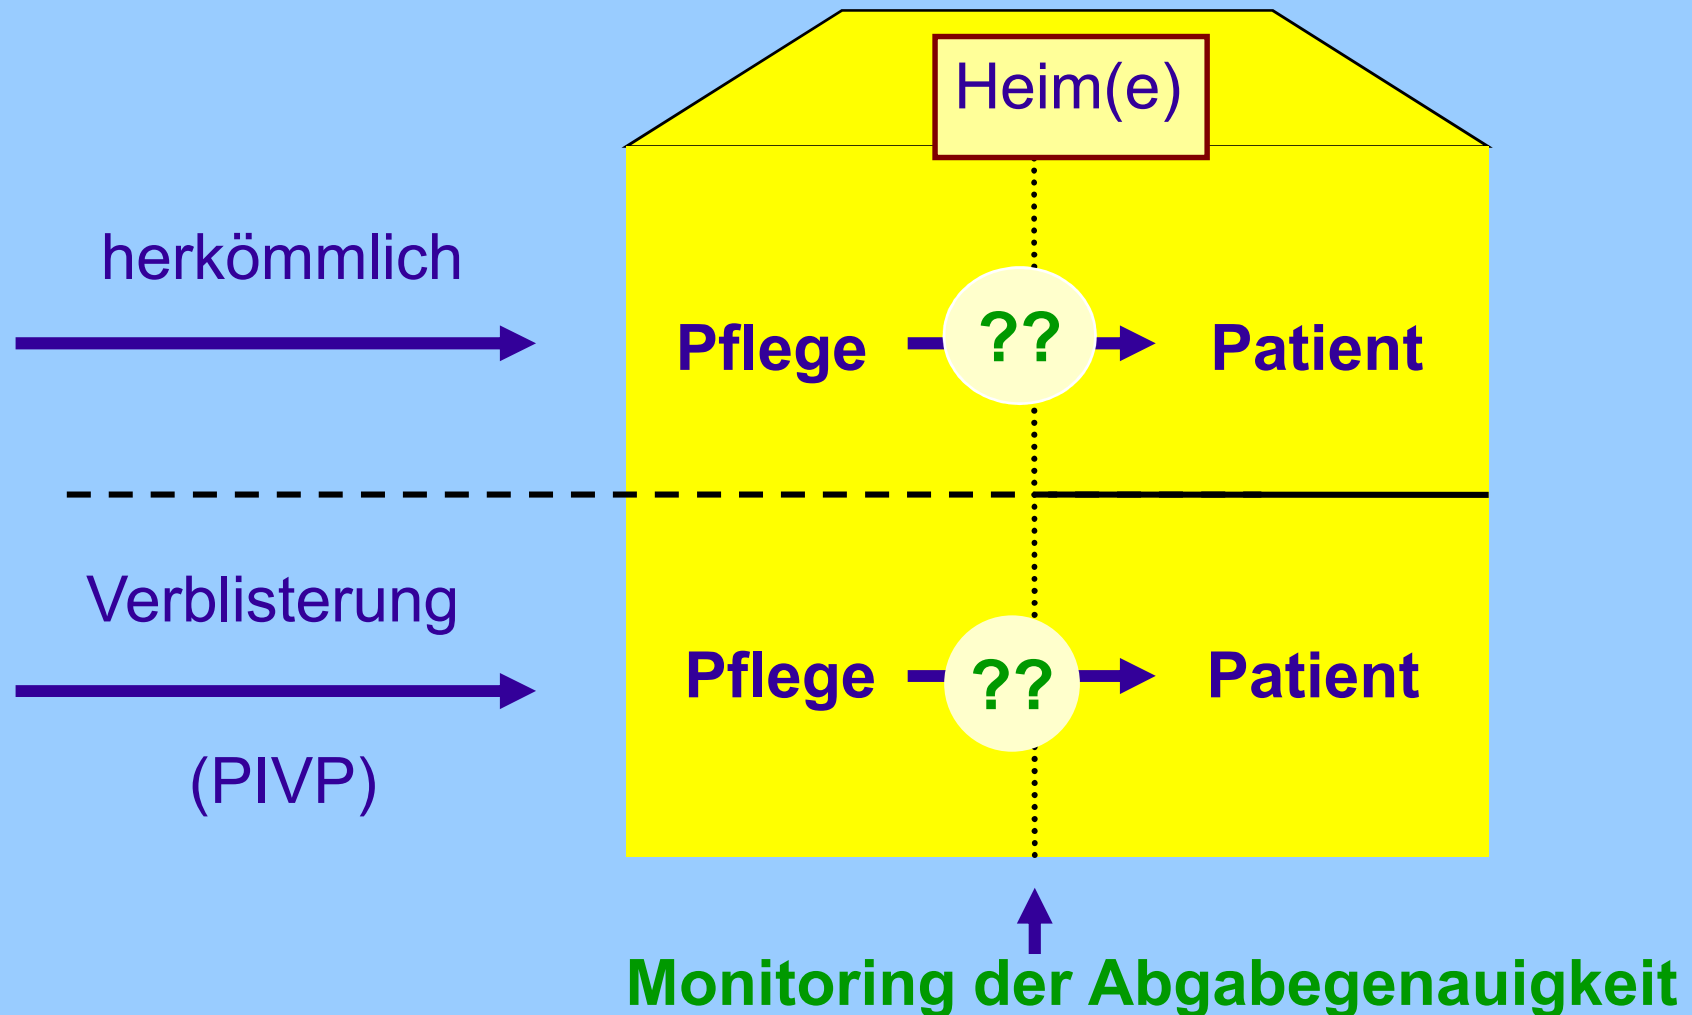 Heim(e)
herkömmlich
Pflege ?? Patient
Verblisterung
Pflege ?? Patient
(PIVP)
Monitoring der Abgabegenauigkeit